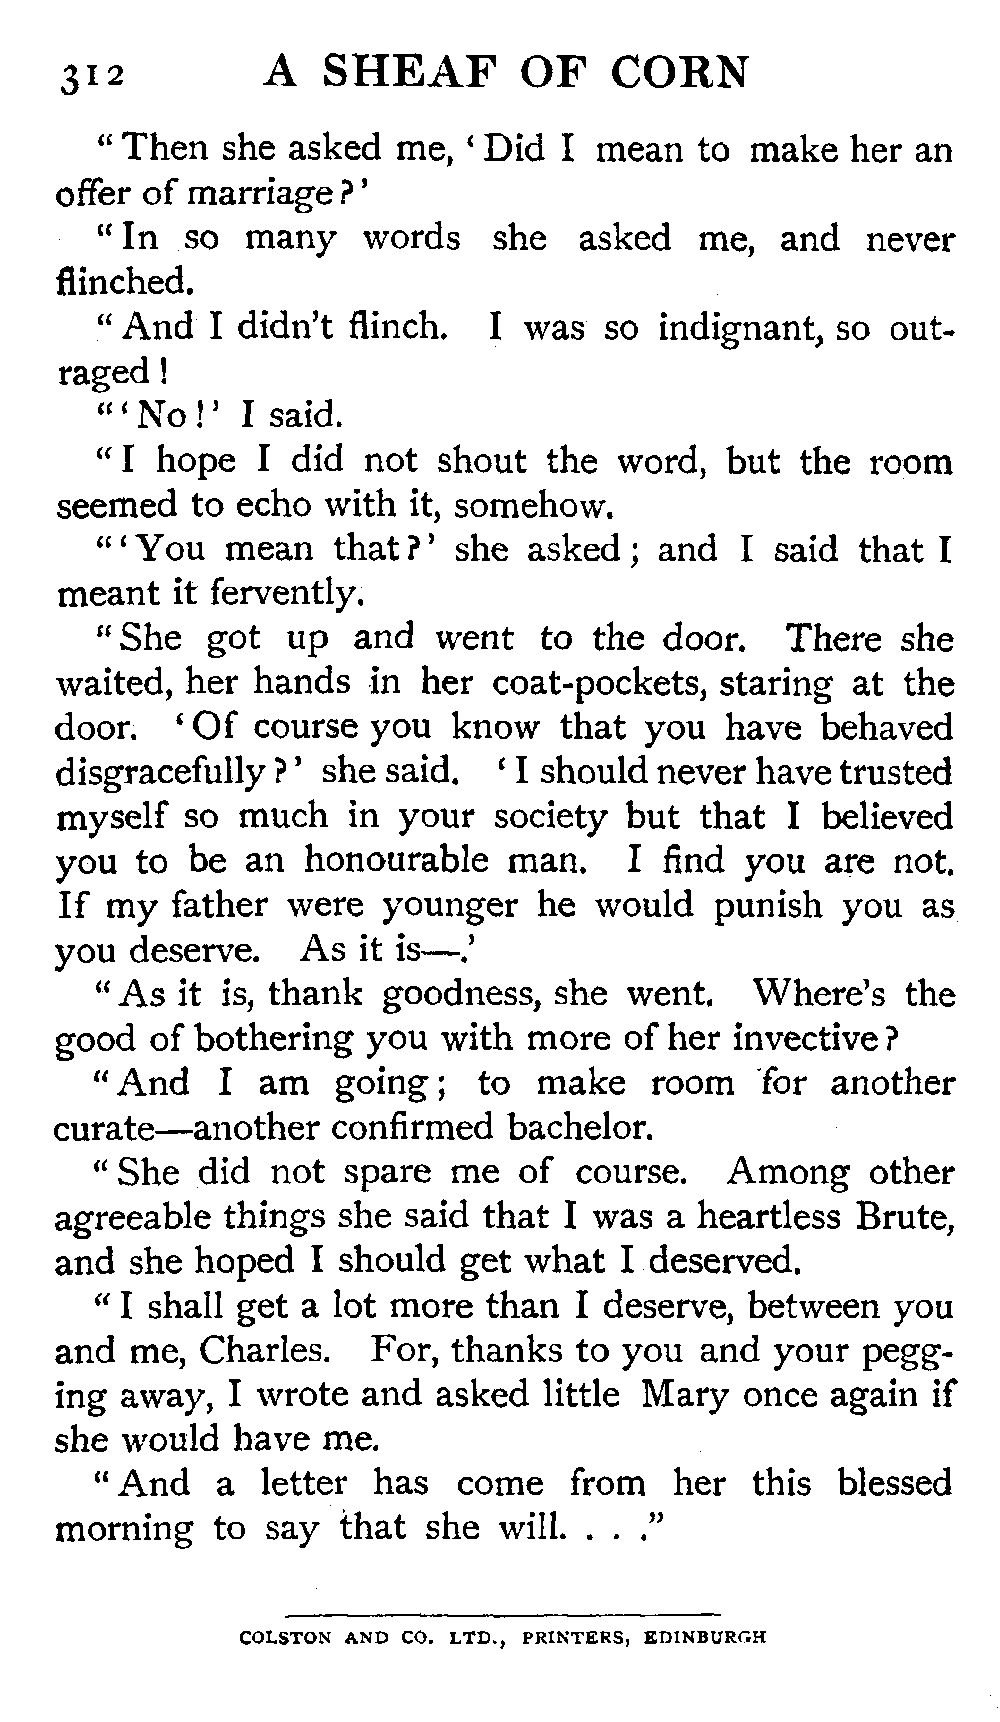 312 A SHEAF OF CORN
“Then she asked me, ‘Did I mean to make her an
offer of marriage?’
“In so many words she asked me, and never
flinched.
“And I didn't flinch. I was so indignant, so out-
raged!
“‘No!’ I said.
“I hope I did not shout the word, but the room
seemed to echo with it, somehow.
“‘You mean that?’ she asked; and I said that I
meant it fervently.
“She got up and went to the door. There she
waited, her hands in her coat-pockets, staring at the
door. ‘Of course you know that you have behaved
disgracefully?’ she said. ‘I should never have trusted
myself so much in your society but that I believed
you to be an honourable man. I find you are not.
If my father were younger he would punish you as
you deserve. As it is—.’
“As it is, thank goodness, she went. Where's the
good of bothering you with more of her invective?
“And I am going; to make room for another
curate—another confirmed bachelor.
“She did not spare me of course. Among other
agreeable things she said that I was a heartless Brute,
and she hoped I should get what I deserved.
“I shall get a lot more than I deserve, between you
and me, Charles. For, thanks to you and your pegg-
ing away, I wrote and asked little Mary once again if
she would have me.
“And a letter has come from her this blessed
morning to say that she will. . . .”
COLSTON AND CO. LTD., PRINTERS, EDINBURGH